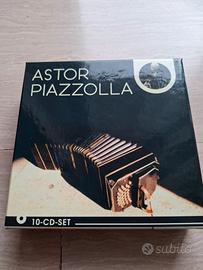 ASTOR
PIAZZOLLA
10-CD-SET
subito